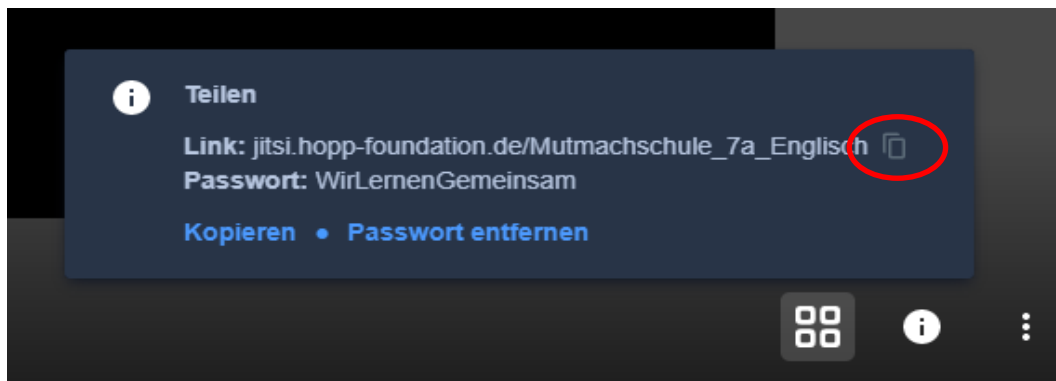 Teilen
Link: jitsi.hopp-foundation.de/Mutmachschule_7a_Englisch
Passwort: WirLernenGemeinsam
Kopieren • Passwort entfernen